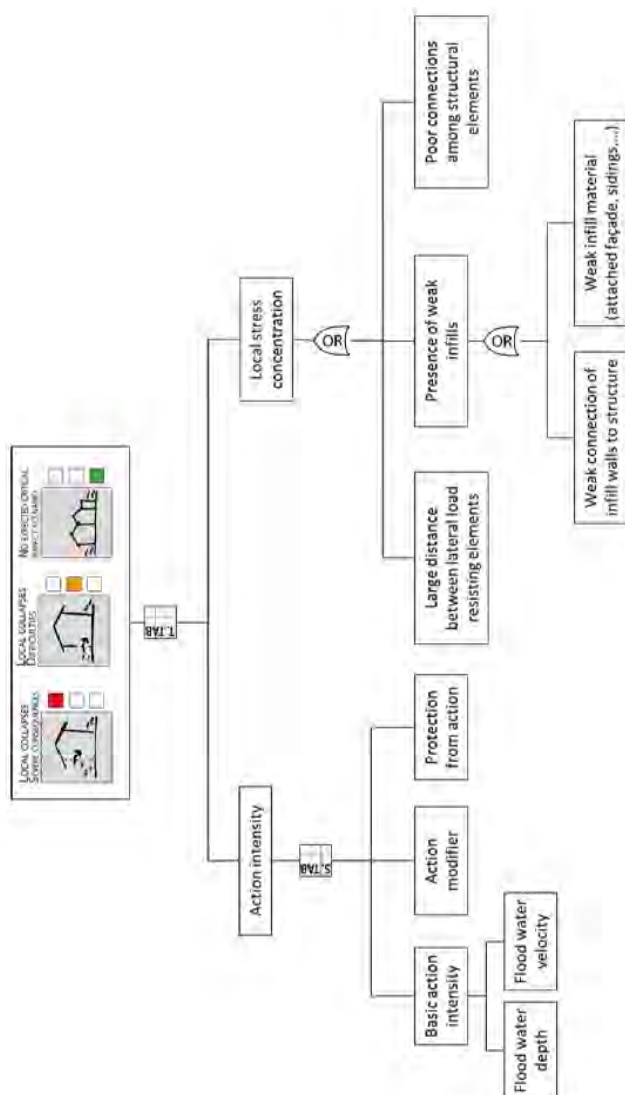 LOCAL COLLAPSES
SEVERE CONSEQUENCES
LOCAL COLLAPSES
DIFFICULTIES
NO EXPECTED CRITICAL
IMPACT SCENARIO
T. TAB
Action intensity
Local stress
concentration
S. TAB
OR
Basic action
intensity
Action
modifier
Protection
from action
Large distance
between lateral load
resisting elements
Presence of weak
infills
Poor connections
among structural
elements
OR
Flood water
depth
Flood water
velocity
Weak connection of
infill walls to structure
Weak infill material
(attached façade, sidings,...)